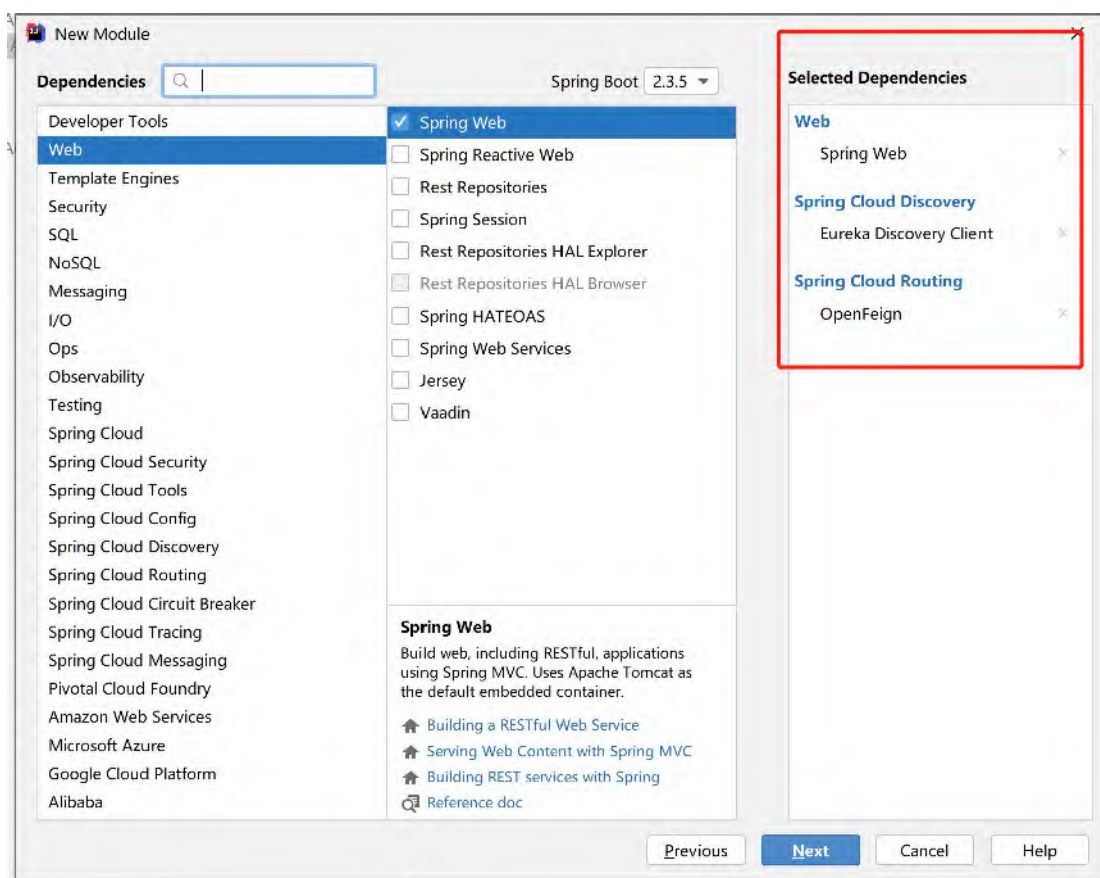 New Module
Dependencies
Spring Boot 2.3.5
Developer Tools
Web
Template Engines
Security
SQL
NoSQL
Messaging
I/O
Ops
Observability
Testing
Spring Cloud
Spring Cloud Security
Spring Cloud Tools
Spring Cloud Config
Spring Cloud Discovery
Spring Cloud Routing
Spring Cloud Circuit Breaker
Spring Cloud Tracing
Spring Cloud Messaging
Pivotal Cloud Foundry
Amazon Web Services
Microsoft Azure
Google Cloud Platform
Alibaba
Spring Web
Spring Reactive Web
Rest Repositories
Spring Session
Rest Repositories HAL Explorer
Rest Repositories HAL Browser
Spring HATEOAS
Spring Web Services
Jersey
Vaadin
Spring Web
Build web, including RESTful, applications
using Spring MVC. Uses Apache Tomcat as
the default embedded container.
Building a RESTful Web Service
Serving Web Content with Spring MVC
Building REST services with Spring
Reference doc
Selected Dependencies
Web
Spring Web
Spring Cloud Discovery
Eureka Discovery Client
Spring Cloud Routing
OpenFeign
Previous
Next
Cancel
Help